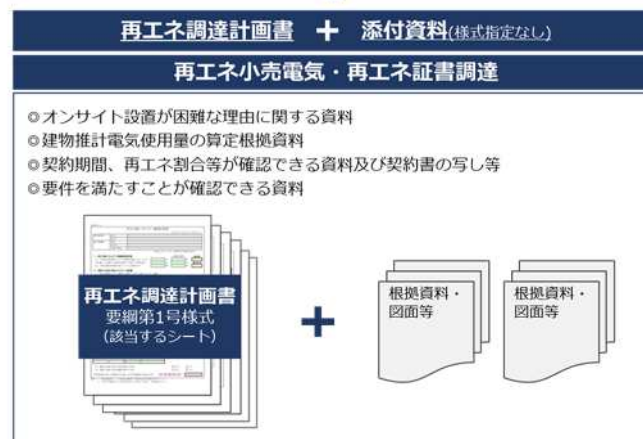 再エネ調達計画書 + 添付資料(様式指定なし)
再エネ小売電気・再エネ証書調達
◎オンサイト設置が困難な理由に関する資料
◎建物推計電気使用量の算定根拠資料
◎契約期間、再エネ割合等が確認できる資料及び契約書の写し等
◎要件を満たすことが確認できる資料
再エネ調達計画書
要綱第1号様式
(該当するシート)
+
根拠資料・
図面等
根拠資料・
図面等